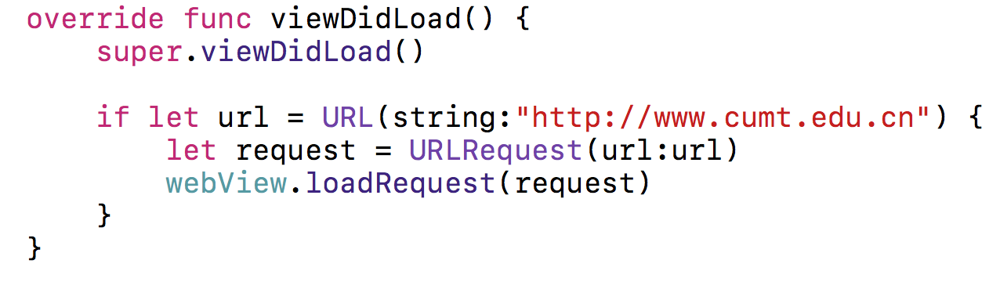 override func viewDidLoad() {
    super.viewDidLoad()

    if let url = URL(string:"http://www.cumt.edu.cn") {
        let request = URLRequest(url:url)
        webView.loadRequest(request)
    }
}